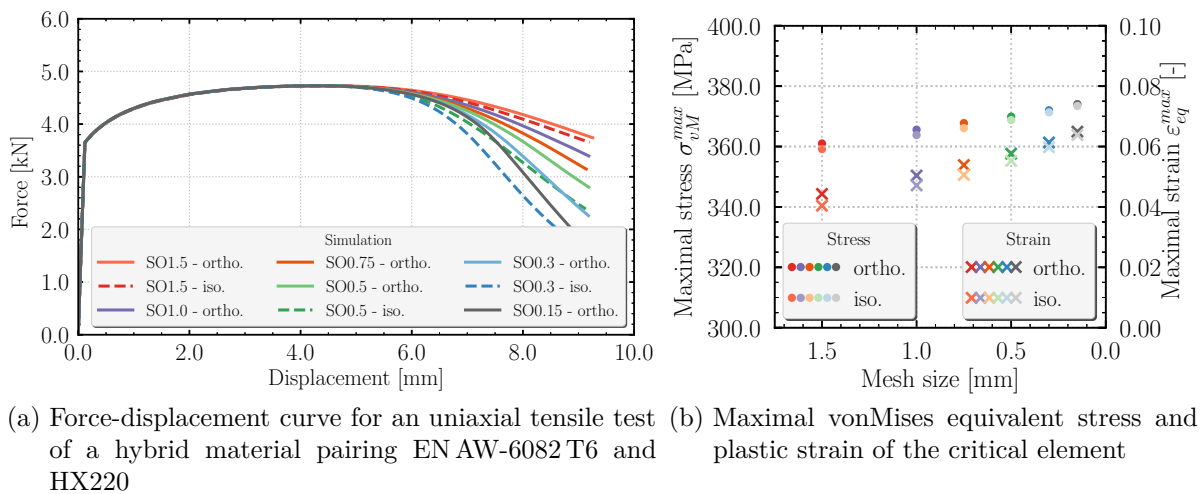 6.0
5.0
4.0
3.0
2.0
1.0
0.0
Force [kN]
Simulation
SO1.5 - ortho.
SO1.5 - iso.
SO1.0 - ortho.
SO0.75 - ortho.
SO0.5 - ortho.
SO0.5 - iso.
SO0.3 - ortho.
SO0.3 - iso.
SO0.15 - ortho.
0.0 2.0 4.0 6.0 8.0 10.0
Displacement [mm]
(a) Force-displacement curve for an uniaxial tensile test
of a hybrid material pairing EN AW-6082 T6 and
HX220
400.0
380.0
360.0
340.0
320.0
300.0
Maximal stress σ_{vM}^{max} [MPa]
Stress
ortho.
iso.
Strain
ortho.
iso.
0.10
0.08
0.06
0.04
0.02
0.00
Maximal strain ε_{eq}^{max} [-]
1.5 1.0 0.5 0.0
Mesh size [mm]
(b) Maximal vonMises equivalent stress and
plastic strain of the critical element